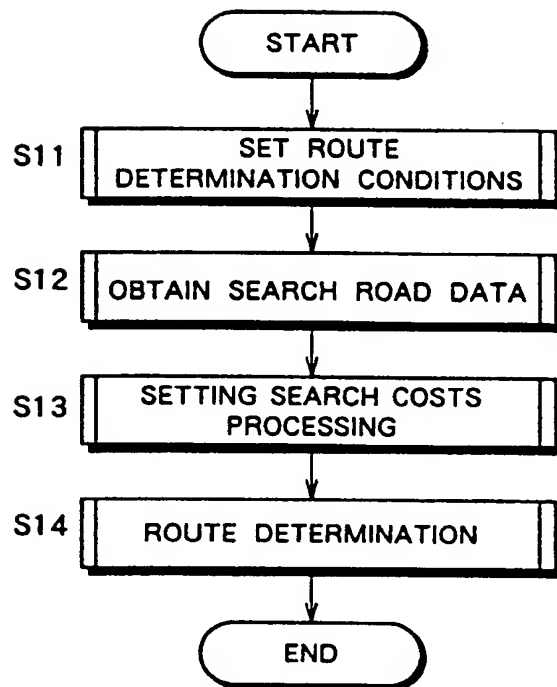 START
S11
SET ROUTE
DETERMINATION CONDITIONS
S12
OBTAIN SEARCH ROAD DATA
S13
SETTING SEARCH COSTS
PROCESSING
S14
ROUTE DETERMINATION
END